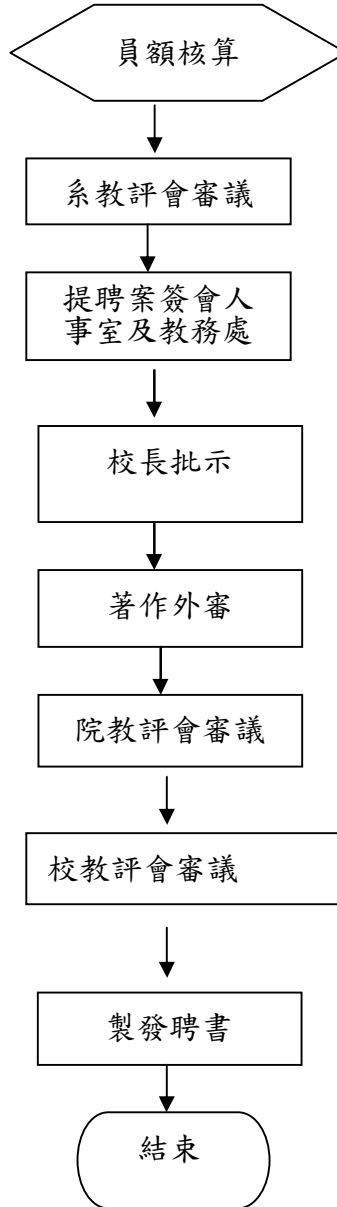 員額核算
系教評會審議
提聘案簽會人
事室及教務處
校長批示
著作外審
院教評會審議
校教評會審議
製發聘書
結束